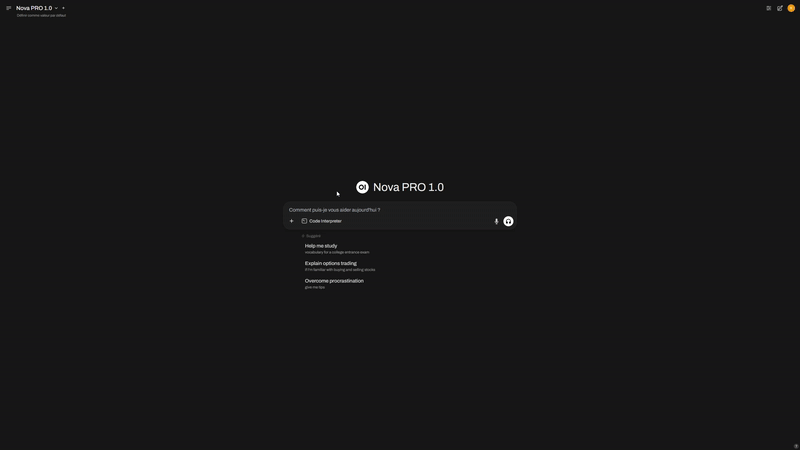 Nova PRO 1.0
Définir comme valeur par défaut
OI Nova PRO 1.0
Comment puis-je vous aider aujourd'hui ?
Code Interpreter
Suggéré
Help me study
vocabulary for a college entrance exam
Explain options trading
if I'm familiar with buying and selling stocks
Overcome procrastination
give me tips